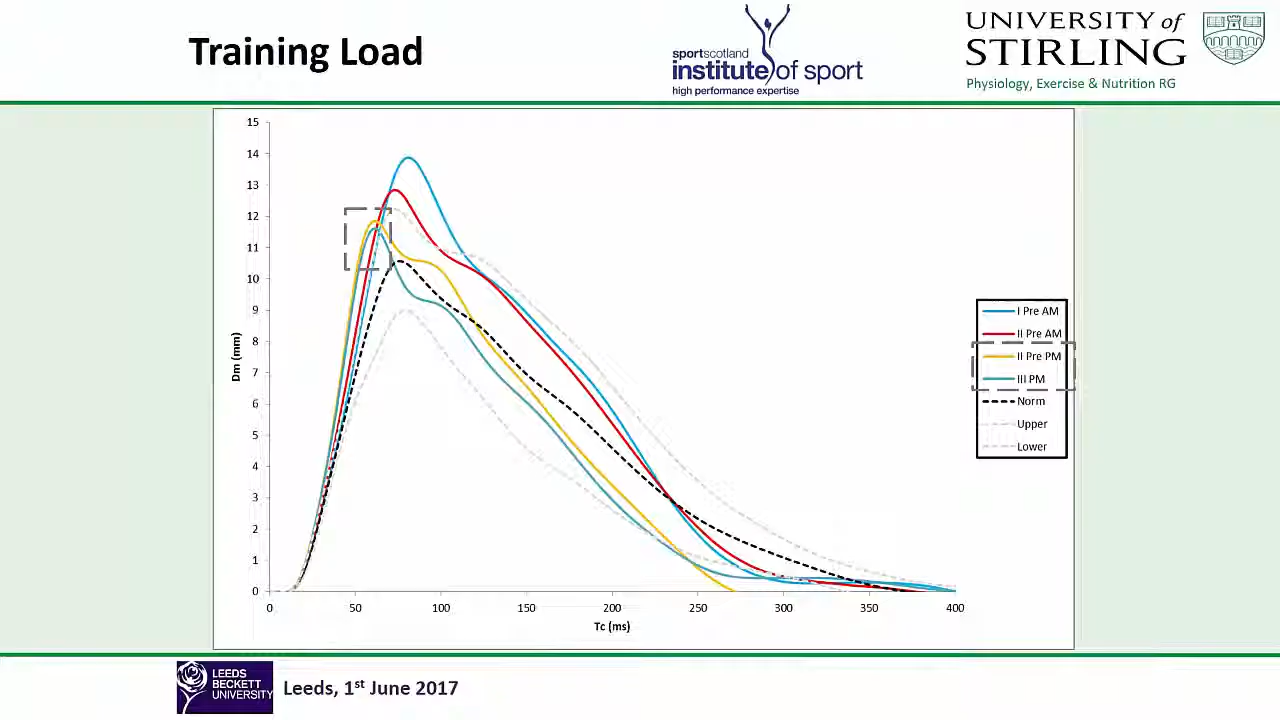 Training Load
sportscotland
institute of sport
high performance expertise
UNIVERSITY of
STIRLING
Physiology, Exercise & Nutrition RG
15
14
13
12
11
10
9
8
7
6
5
4
3
2
1
0
Dm (mm)
0 50 100 150 200 250 300 350 400
Tc (ms)
I Pre AM
II Pre AM
II Pre PM
III PM
Norm
Upper
Lower
LEEDS
BECKETT
UNIVERSITY
Leeds, 1st June 2017